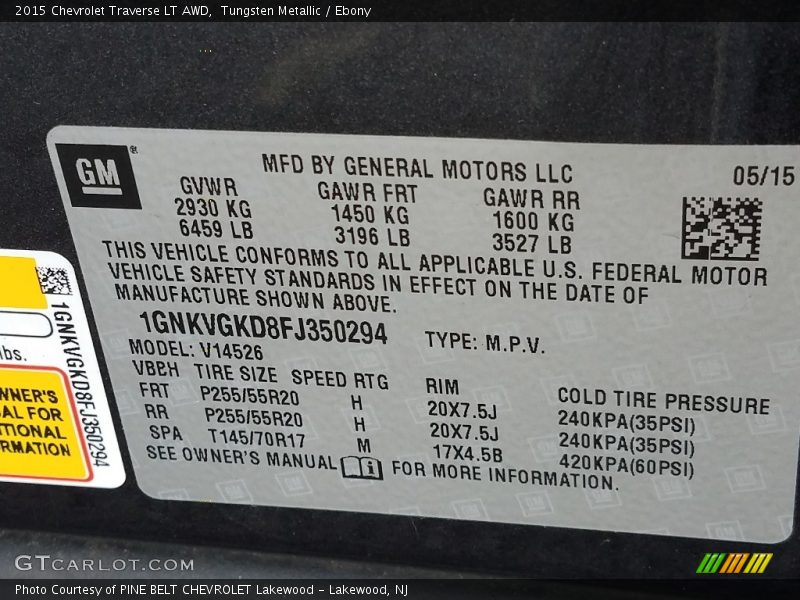 2015 Chevrolet Traverse LT AWD, Tungsten Metallic / Ebony
GM®
MFD BY GENERAL MOTORS LLC
05/15
GVWR GAWR FRT GAWR RR
2930 KG 1450 KG 1600 KG
6459 LB 3196 LB 3527 LB
THIS VEHICLE CONFORMS TO ALL APPLICABLE U.S. FEDERAL MOTOR
VEHICLE SAFETY STANDARDS IN EFFECT ON THE DATE OF
MANUFACTURE SHOWN ABOVE.
1GNKVGKD8FJ350294 TYPE: M.P.V.
MODEL: V14526
VBBH TIRE SIZE SPEED RTG RIM COLD TIRE PRESSURE
FRT P255/55R20 H 20X7.5J 240KPA(35PSI)
RR P255/55R20 H 20X7.5J 240KPA(35PSI)
SPA T145/70R17 M 17X4.5B 420KPA(60PSI)
SEE OWNER'S MANUAL i FOR MORE INFORMATION.
1GNKVGKD8FJ350294
bs.
WNER'S
AL FOR
ITIONAL
RMATION
GTCARLOT.COM
Photo Courtesy of PINE BELT CHEVROLET Lakewood - Lakewood, NJ